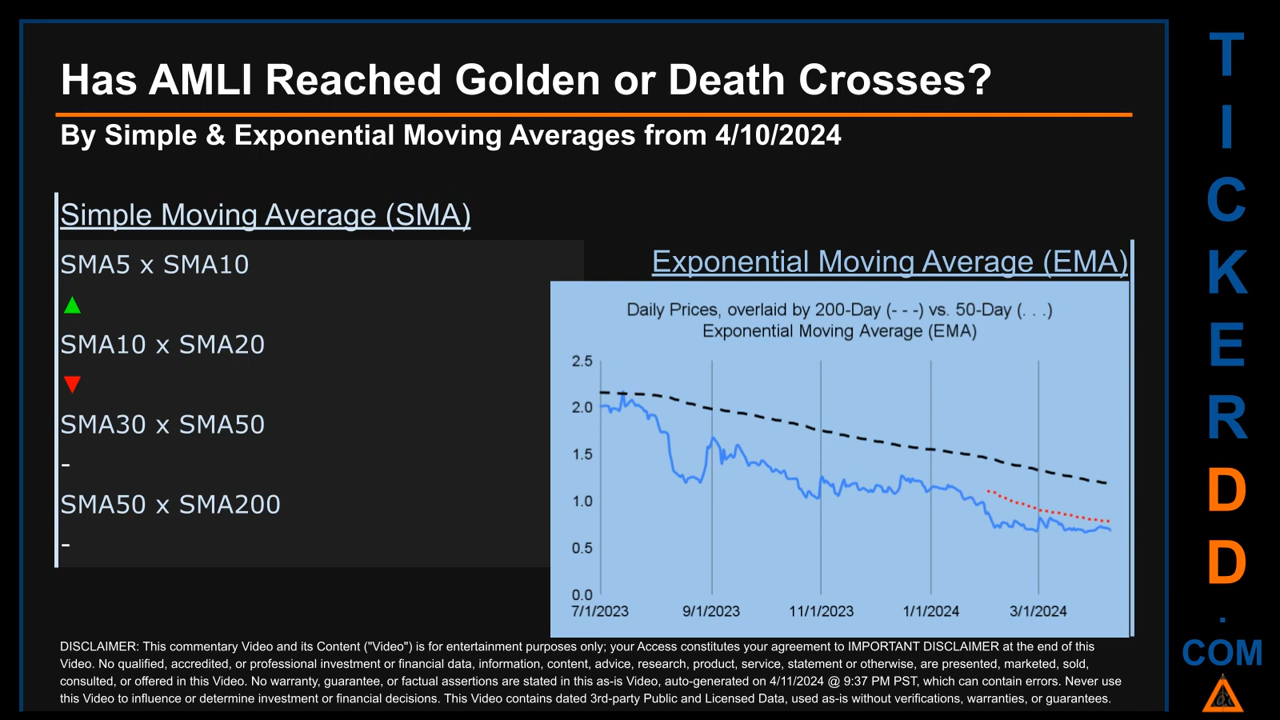 Has AMLI Reached Golden or Death Crosses?
By Simple & Exponential Moving Averages from 4/10/2024
Simple Moving Average (SMA)
SMA5 x SMA10
▲
SMA10 x SMA20
▼
SMA30 x SMA50
-
SMA50 x SMA200
-
Exponential Moving Average (EMA)
Daily Prices, overlaid by 200-Day (- - -) vs. 50-Day (. . .)
Exponential Moving Average (EMA)
2.5
2.0
1.5
1.0
0.5
0.0
7/1/2023 9/1/2023 11/1/2023 1/1/2024 3/1/2024
DISCLAIMER: This commentary Video and its Content ("Video") is for entertainment purposes only; your Access constitutes your agreement to IMPORTANT DISCLAIMER at the end of this
Video. No qualified, accredited, or professional investment or financial data, information, content, advice, research, product, service, statement or otherwise, are presented, marketed, sold,
consulted, or offered in this Video. No warranty, guarantee, or factual assertions are stated in this as-is Video, auto-generated on 4/11/2024 @ 9:37 PM PST, which can contain errors. Never use
this Video to influence or determine investment or financial decisions. This Video contains dated 3rd-party Public and Licensed Data, used as-is without verifications, warranties, or guarantees.
T
I
C
K
E
R
D
D
.
COM